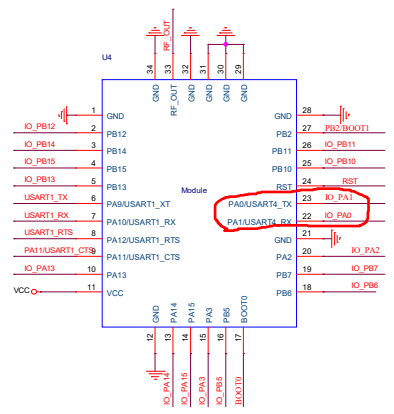 U4
RF_OUT
34 33 32 31 30 29
GND RF_OUT GND GND GND GND
1 GND GND 28
IO_PB12 2 PB12 PB2 27 PB2/BOOT1
IO_PB14 3 PB14 PB11 26 IO_PB11
IO_PB15 4 PB15 PB10 25 IO_PB10
IO_PB13 5 PB13 RST 24 RST
Module
USART1_TX 6 PA9/USART1_XT PA0/USART4_TX 23 IO_PA1
USART1_RX 7 PA10/USART1_RX PA1/USART4_RX 22 IO_PA0
USART1_RTS 8 PA12/USART1_RTS GND 21
PA11/USART1_CTS 9 PA11/USART1_CTS PA2 20 IO_PA2
IO_PA13 10 PA13 PB7 19 IO_PB7
VCC 11 VCC PB6 18 IO_PB6
GND PA14 PA15 PA3 PB5 BOOT0
12 13 14 15 16 17
IO_PA14 IO_PA15 IO_PA3 IO_PB5 BOOT0